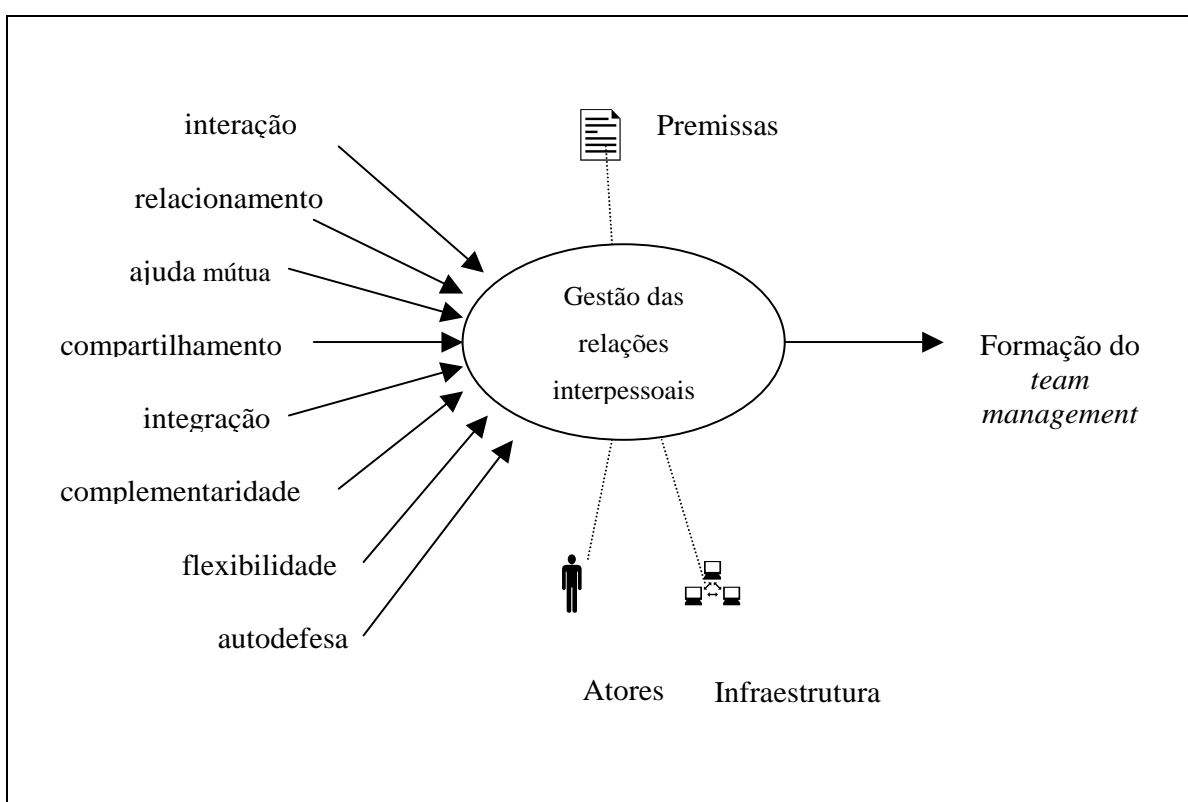 interação
Premissas
relacionamento
ajuda mútua
compartilhamento
integração
complementaridade
flexibilidade
autodefesa
Gestão das
relações
interpessoais
Formação do
team
management
Atores
Infraestrutura